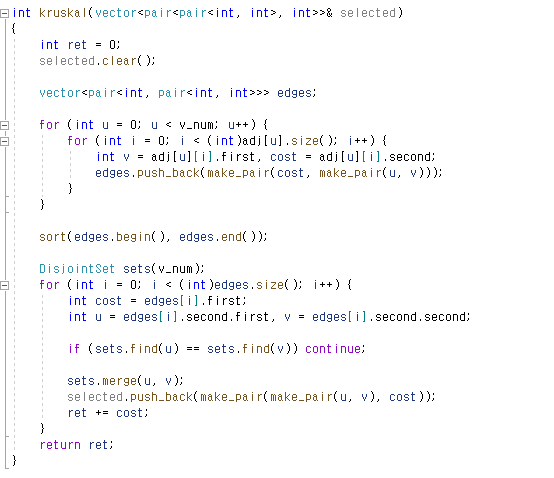 int kruskal(vector<pair<pair<int, int>, int>>& selected)
{
    int ret = 0;
    selected.clear();
    vector<pair<int, pair<int, int>>> edges;
    for (int u = 0; u < v_num; u++) {
        for (int i = 0; i < (int)adj[u].size(); i++) {
            int v = adj[u][i].first, cost = adj[u][i].second;
            edges.push_back(make_pair(cost, make_pair(u, v)));
        }
    }
    sort(edges.begin(), edges.end());
    DisjointSet sets(v_num);
    for (int i = 0; i < (int)edges.size(); i++) {
        int cost = edges[i].first;
        int u = edges[i].second.first, v = edges[i].second.second;
        if (sets.find(u) == sets.find(v)) continue;
        sets.merge(u, v);
        selected.push_back(make_pair(make_pair(u, v), cost));
        ret += cost;
    }
    return ret;
}